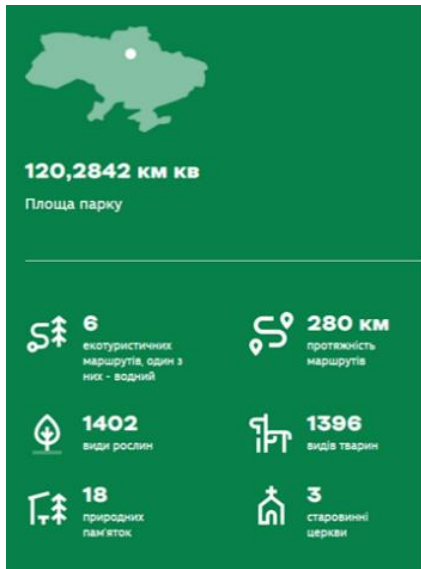 120,2842 км кв
Площа парку
6
екотуристичних
маршрутів, один з
них - водний
280 км
протяжність
маршрутів
1402
види рослин
1396
видів тварин
18
природних
пам'яток
3
старовинні
церкви